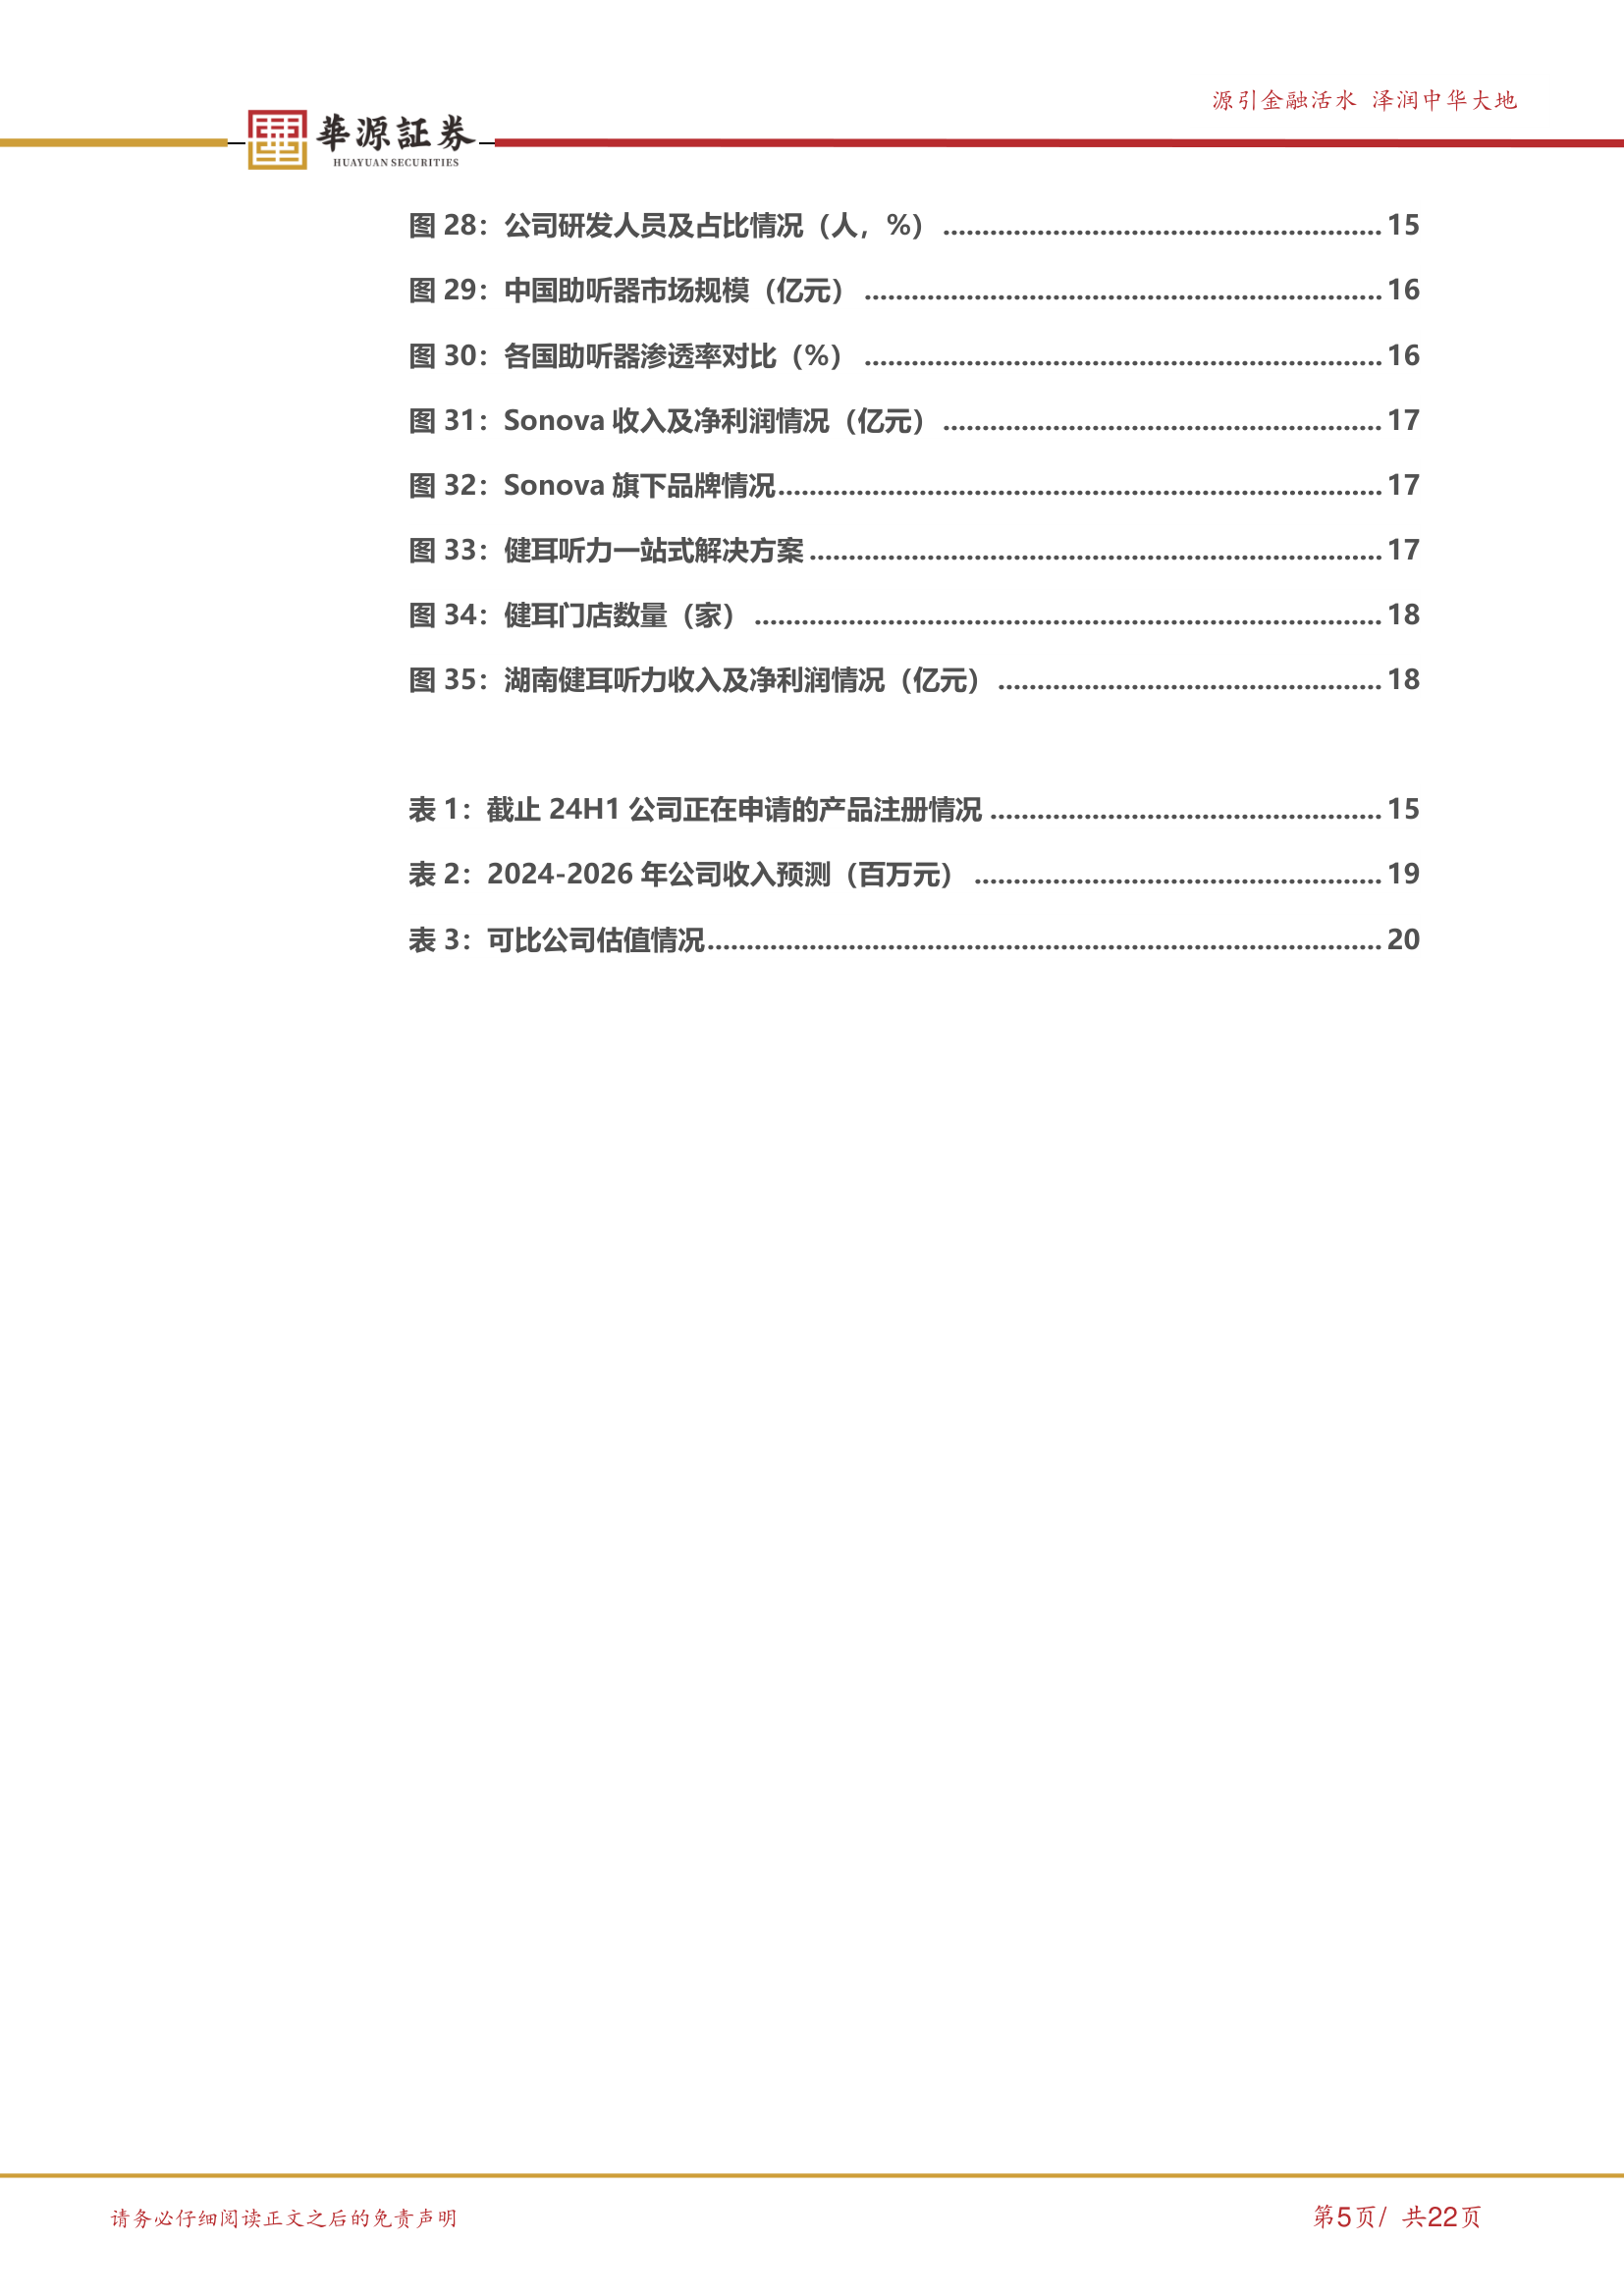 源引金融活水 泽润中华大地
華源証券
HUAYUAN SECURITIES
图 28：公司研发人员及占比情况（人，%）........................................................ 15
图 29：中国助听器市场规模（亿元）.................................................................. 16
图 30：各国助听器渗透率对比（%）.................................................................. 16
图 31：Sonova 收入及净利润情况（亿元）........................................................ 17
图 32：Sonova 旗下品牌情况............................................................................. 17
图 33：健耳听力一站式解决方案......................................................................... 17
图 34：健耳门店数量（家）................................................................................ 18
图 35：湖南健耳听力收入及净利润情况（亿元）................................................. 18
表 1：截止 24H1 公司正在申请的产品注册情况.................................................. 15
表 2：2024-2026 年公司收入预测（百万元）.................................................... 19
表 3：可比公司估值情况...................................................................................... 20
请务必仔细阅读正文之后的免责声明
第5页/ 共22页